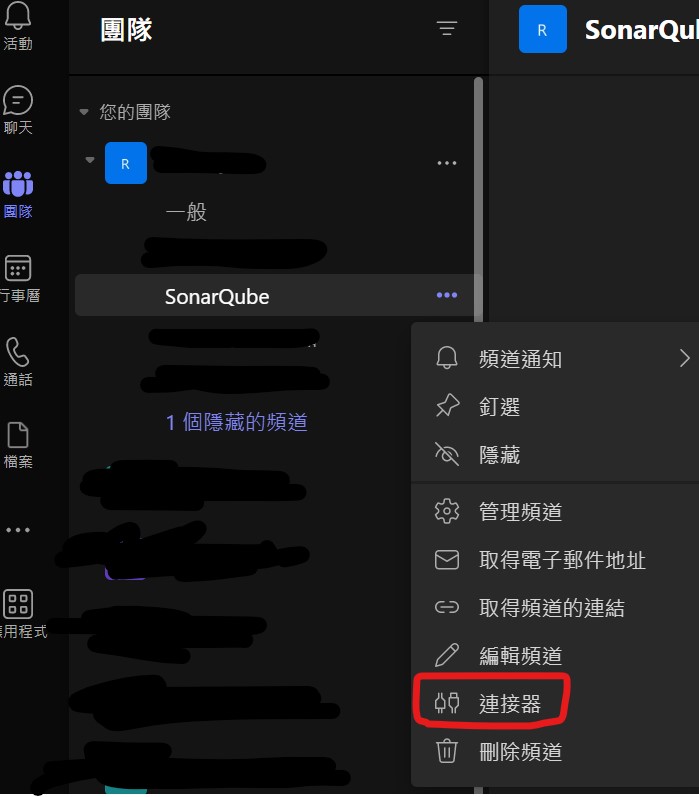 活動
聊天
團隊
行事曆
通話
檔案
應用程式
團隊
您的團隊
R
一般
SonarQube
1 個隱藏的頻道
R
SonarQu
頻道通知
釘選
隱藏
管理頻道
取得電子郵件地址
取得頻道的連結
編輯頻道
連接器
刪除頻道